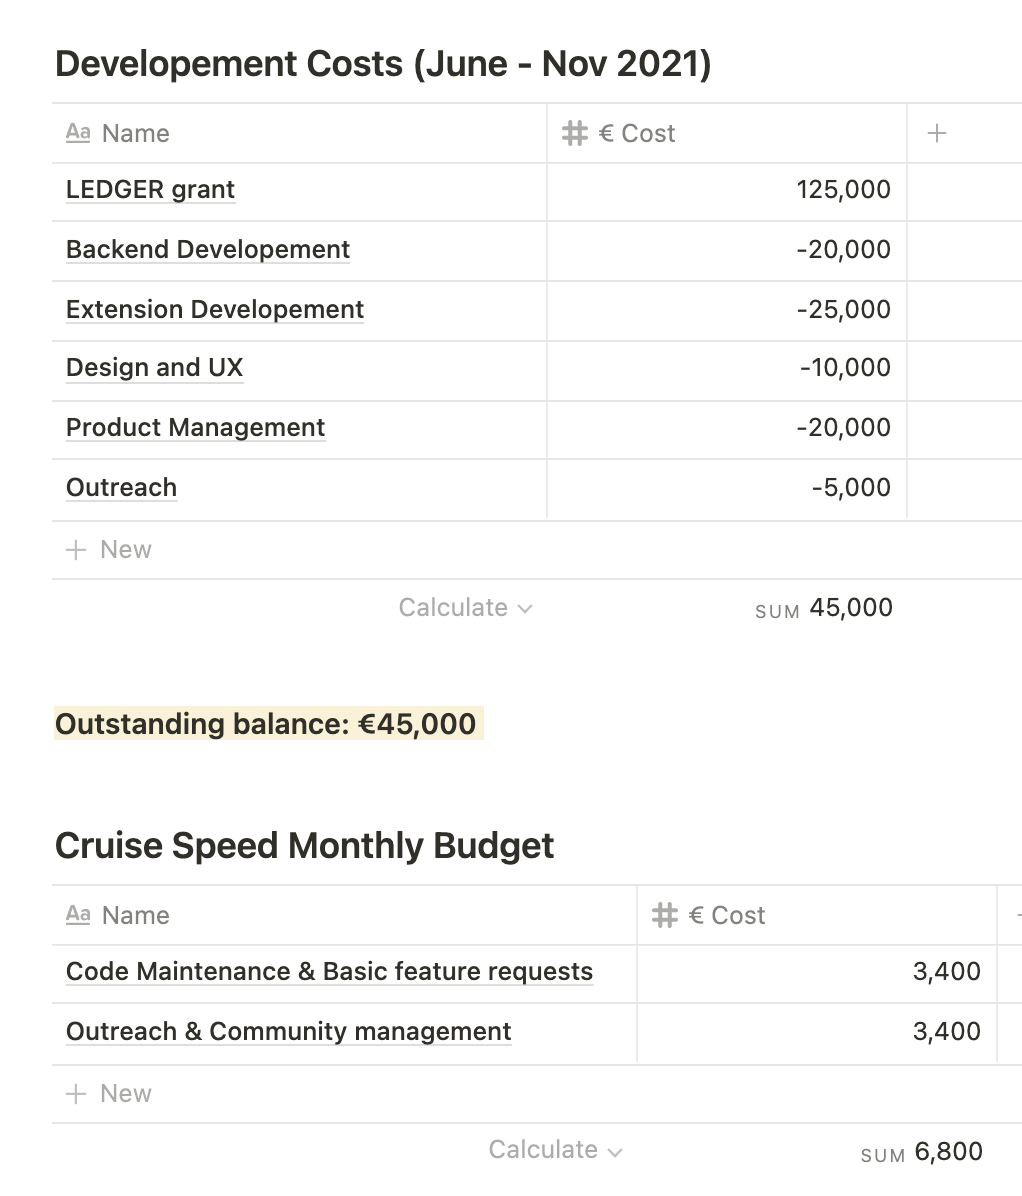 Developement Costs (June - Nov 2021)
Aa Name # € Cost +
LEDGER grant 125,000
Backend Developement -20,000
Extension Developement -25,000
Design and UX -10,000
Product Management -20,000
Outreach -5,000
+ New
Calculate SUM 45,000
Outstanding balance: €45,000
Cruise Speed Monthly Budget
Aa Name # € Cost
Code Maintenance & Basic feature requests 3,400
Outreach & Community management 3,400
+ New
Calculate SUM 6,800